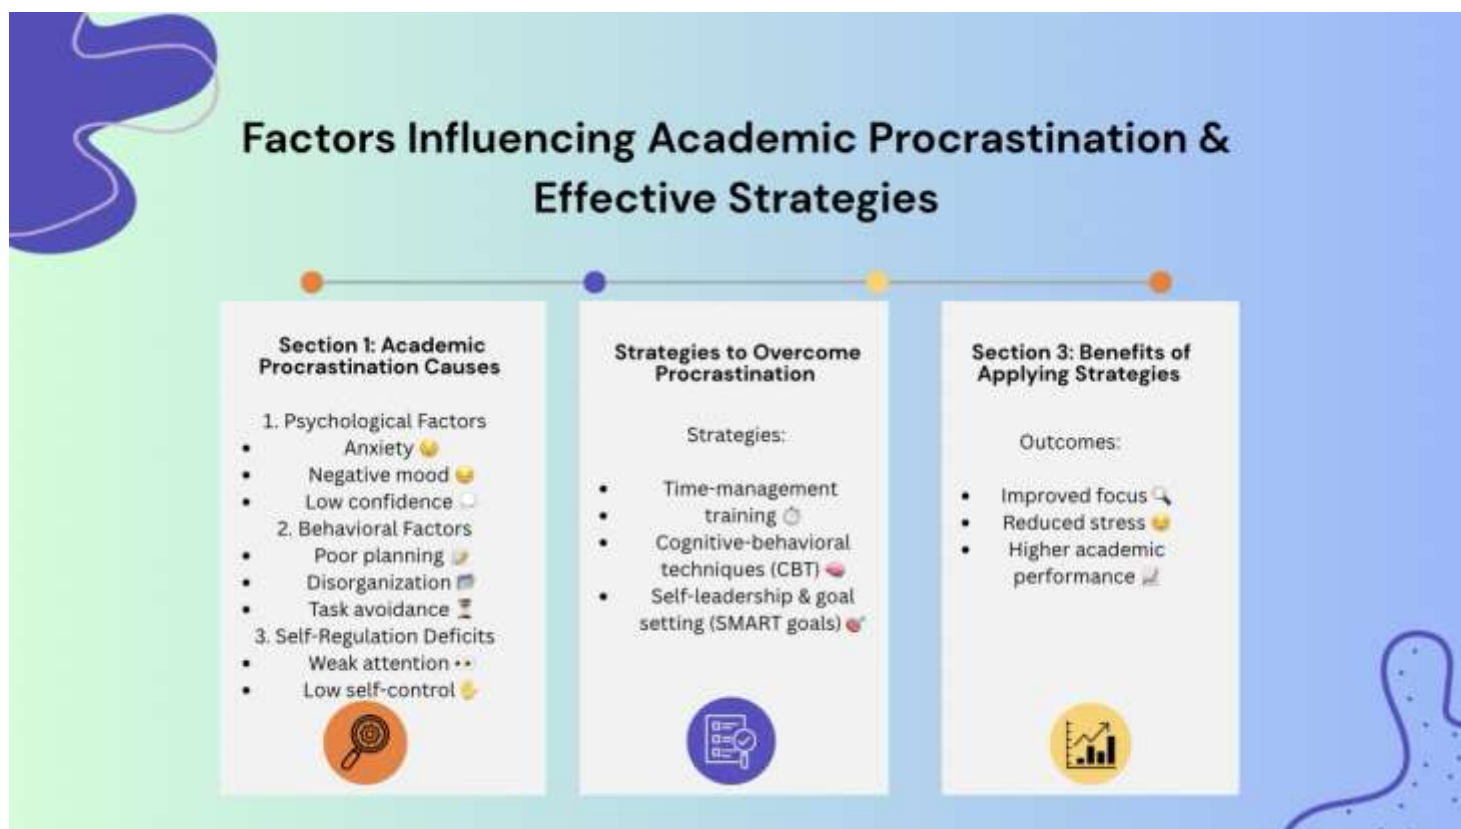 Factors Influencing Academic Procrastination &
Effective Strategies
Section 1: Academic
Procrastination Causes
1. Psychological Factors
• Anxiety 😔
• Negative mood 😔
• Low confidence 💭
2. Behavioral Factors
• Poor planning 📝
• Disorganization 🗓
• Task avoidance ⏳
3. Self-Regulation Deficits
• Weak attention 👀
• Low self-control ✋
Strategies to Overcome
Procrastination
Strategies:
• Time-management
• training ⏱
• Cognitive-behavioral
techniques (CBT) 🧠
• Self-leadership & goal
setting (SMART goals) 🎯
Section 3: Benefits of
Applying Strategies
Outcomes:
• Improved focus 🔍
• Reduced stress 😌
• Higher academic
performance 📈